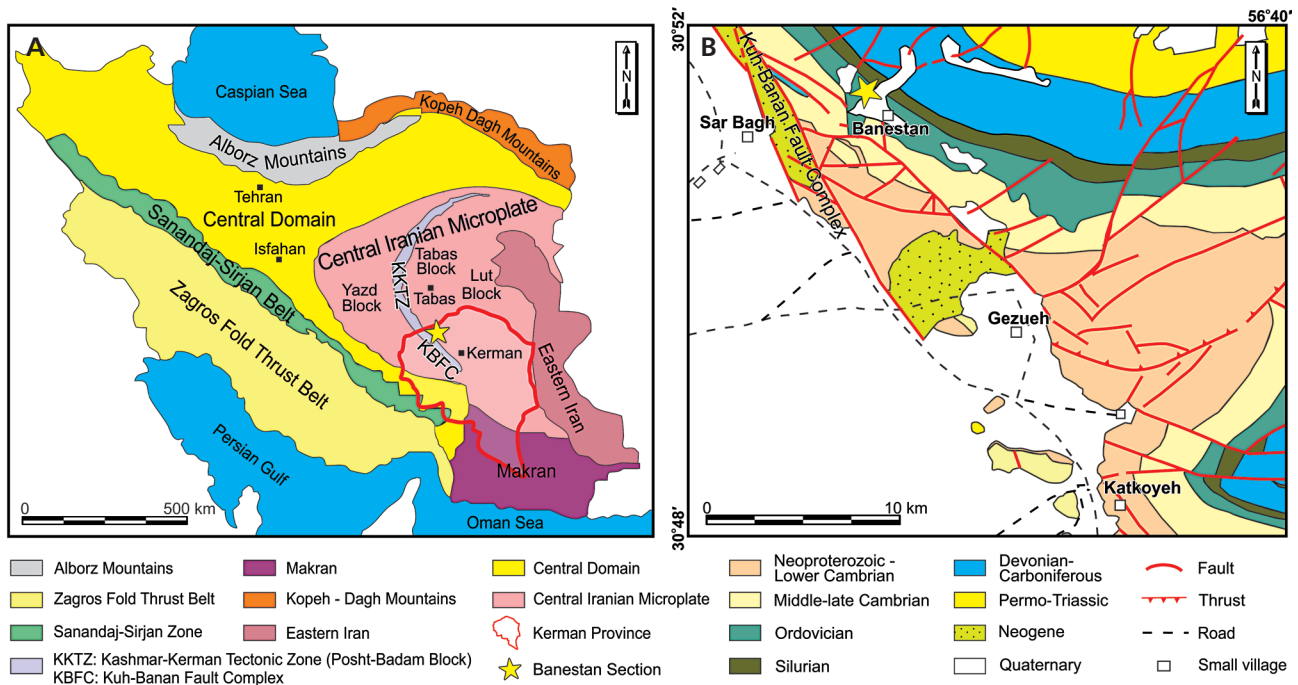 A
N
Caspian Sea
Kopeh Dagh Mountains
Alborz Mountains
Tehran
Central Domain
Isfahan
Sanandaj-Sirjan Belt
Zagros Fold Thrust Belt
Persian Gulf
Central Iranian Microplate
KKTZ
Tabas
Block
Lut
Block
Yazd
Block
Tabas
KBFC
Kerman
Eastern Iran
Makran
Oman Sea
0 500 km
B
N
30°52'
56°40'
30°48'
Kuh-Banan Fault Complex
Sar Bagh
Banestan
Gezueh
Katkoyeh
0 10 km
Alborz Mountains
Zagros Fold Thrust Belt
Sanandaj-Sirjan Zone
KKTZ: Kashmar-Kerman Tectonic Zone (Posht-Badam Block)
KBFC: Kuh-Banan Fault Complex
Makran
Kopeh - Dagh Mountains
Eastern Iran
Central Domain
Central Iranian Microplate
Kerman Province
Banestan Section
Neoproterozoic -
Lower Cambrian
Middle-late Cambrian
Ordovician
Silurian
Devonian-
Carboniferous
Permo-Triassic
Neogene
Quaternary
Fault
Thrust
Road
Small village